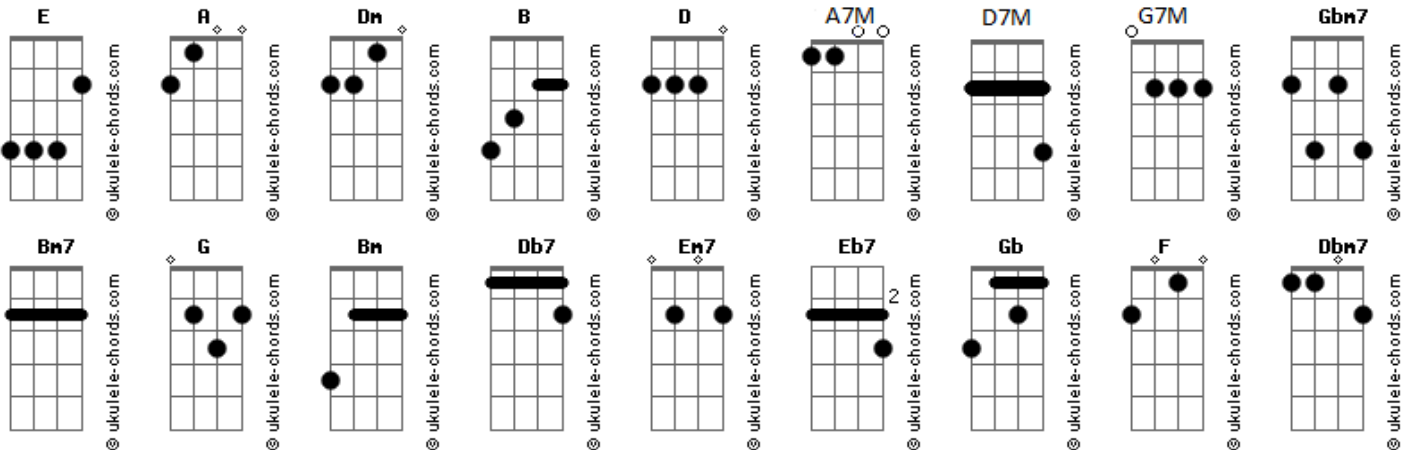 E A Dm B D A7M D7M G7M Gbm7
© ukulele-chords.com © ukulele-chords.com © ukulele-chords.com © ukulele-chords.com © ukulele-chords.com © ukulele-chords.com © ukulele-chords.com © ukulele-chords.com © ukulele-chords.com
Bm7 G Bm Db7 Em7 Eb7 Gb F Dbm7
2
© ukulele-chords.com © ukulele-chords.com © ukulele-chords.com © ukulele-chords.com © ukulele-chords.com © ukulele-chords.com © ukulele-chords.com © ukulele-chords.com © ukulele-chords.com